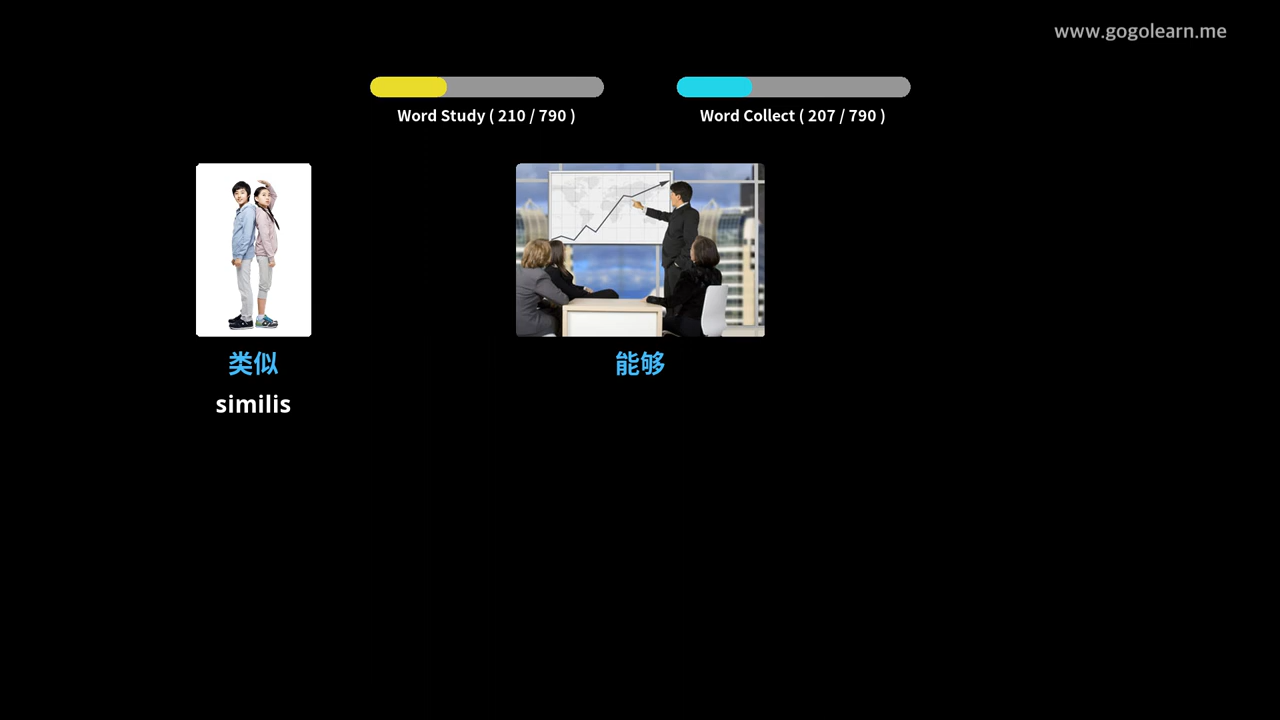 www.gogolearn.me
Word Study ( 210 / 790 )
Word Collect ( 207 / 790 )
类似
能够
similis